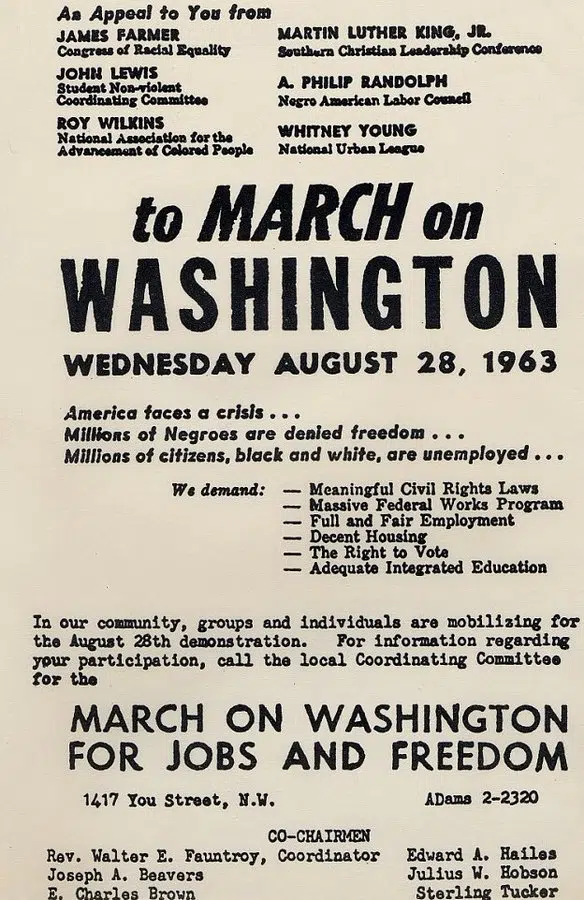 An Appeal to You from
JAMES FARMER
Congress of Racial Equality
JOHN LEWIS
Student Non-violent
Coordinating Committee
ROY WILKINS
National Association for the
Advancement of Colored People
MARTIN LUTHER KING, JR.
Southern Christian Leadership Conference
A. PHILIP RANDOLPH
Negro American Labor Council
WHITNEY YOUNG
National Urban League
to MARCH on
WASHINGTON
WEDNESDAY AUGUST 28, 1963
America faces a crisis ...
Millions of Negroes are denied freedom ...
Millions of citizens, black and white, are unemployed ...
We demand: — Meaningful Civil Rights Laws
— Massive Federal Works Program
— Full and Fair Employment
— Decent Housing
— The Right to Vote
— Adequate Integrated Education
In our community, groups and individuals are mobilizing for
the August 28th demonstration. For information regarding
your participation, call the local Coordinating Committee
for the
MARCH ON WASHINGTON
FOR JOBS AND FREEDOM
1417 You Street, N.W. ADams 2-2320
CO-CHAIRMEN
Rev. Walter E. Fauntroy, Coordinator
Joseph A. Beavers
E. Charles Brown
Edward A. Hailes
Julius W. Hobson
Sterling Tucker